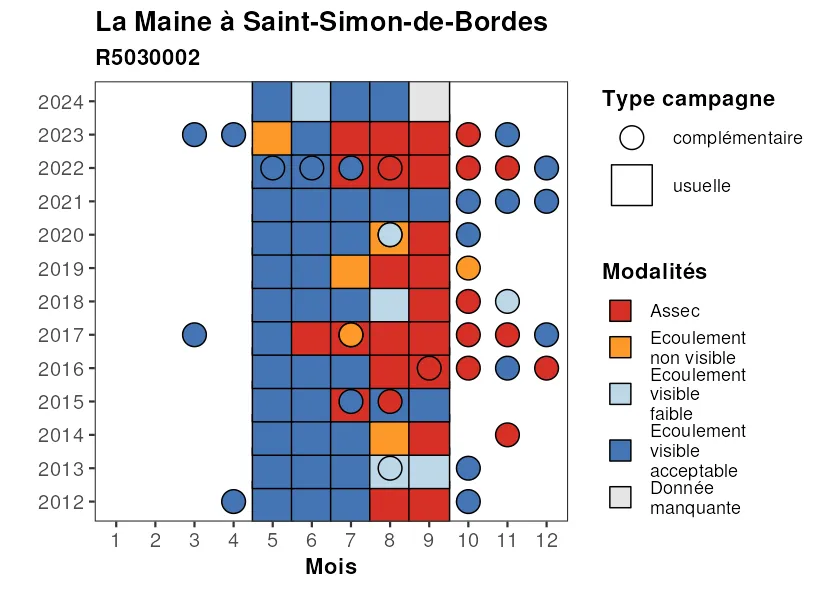 La Maine à Saint-Simon-de-Bordes
R5030002
2024
2023
2022
2021
2020
2019
2018
2017
2016
2015
2014
2013
2012
1 2 3 4 5 6 7 8 9 10 11 12
Mois
Type campagne
complémentaire
usuelle
Modalités
Assec
Ecoulement
non visible
Ecoulement
visible
faible
Ecoulement
visible
acceptable
Donnée
manquante